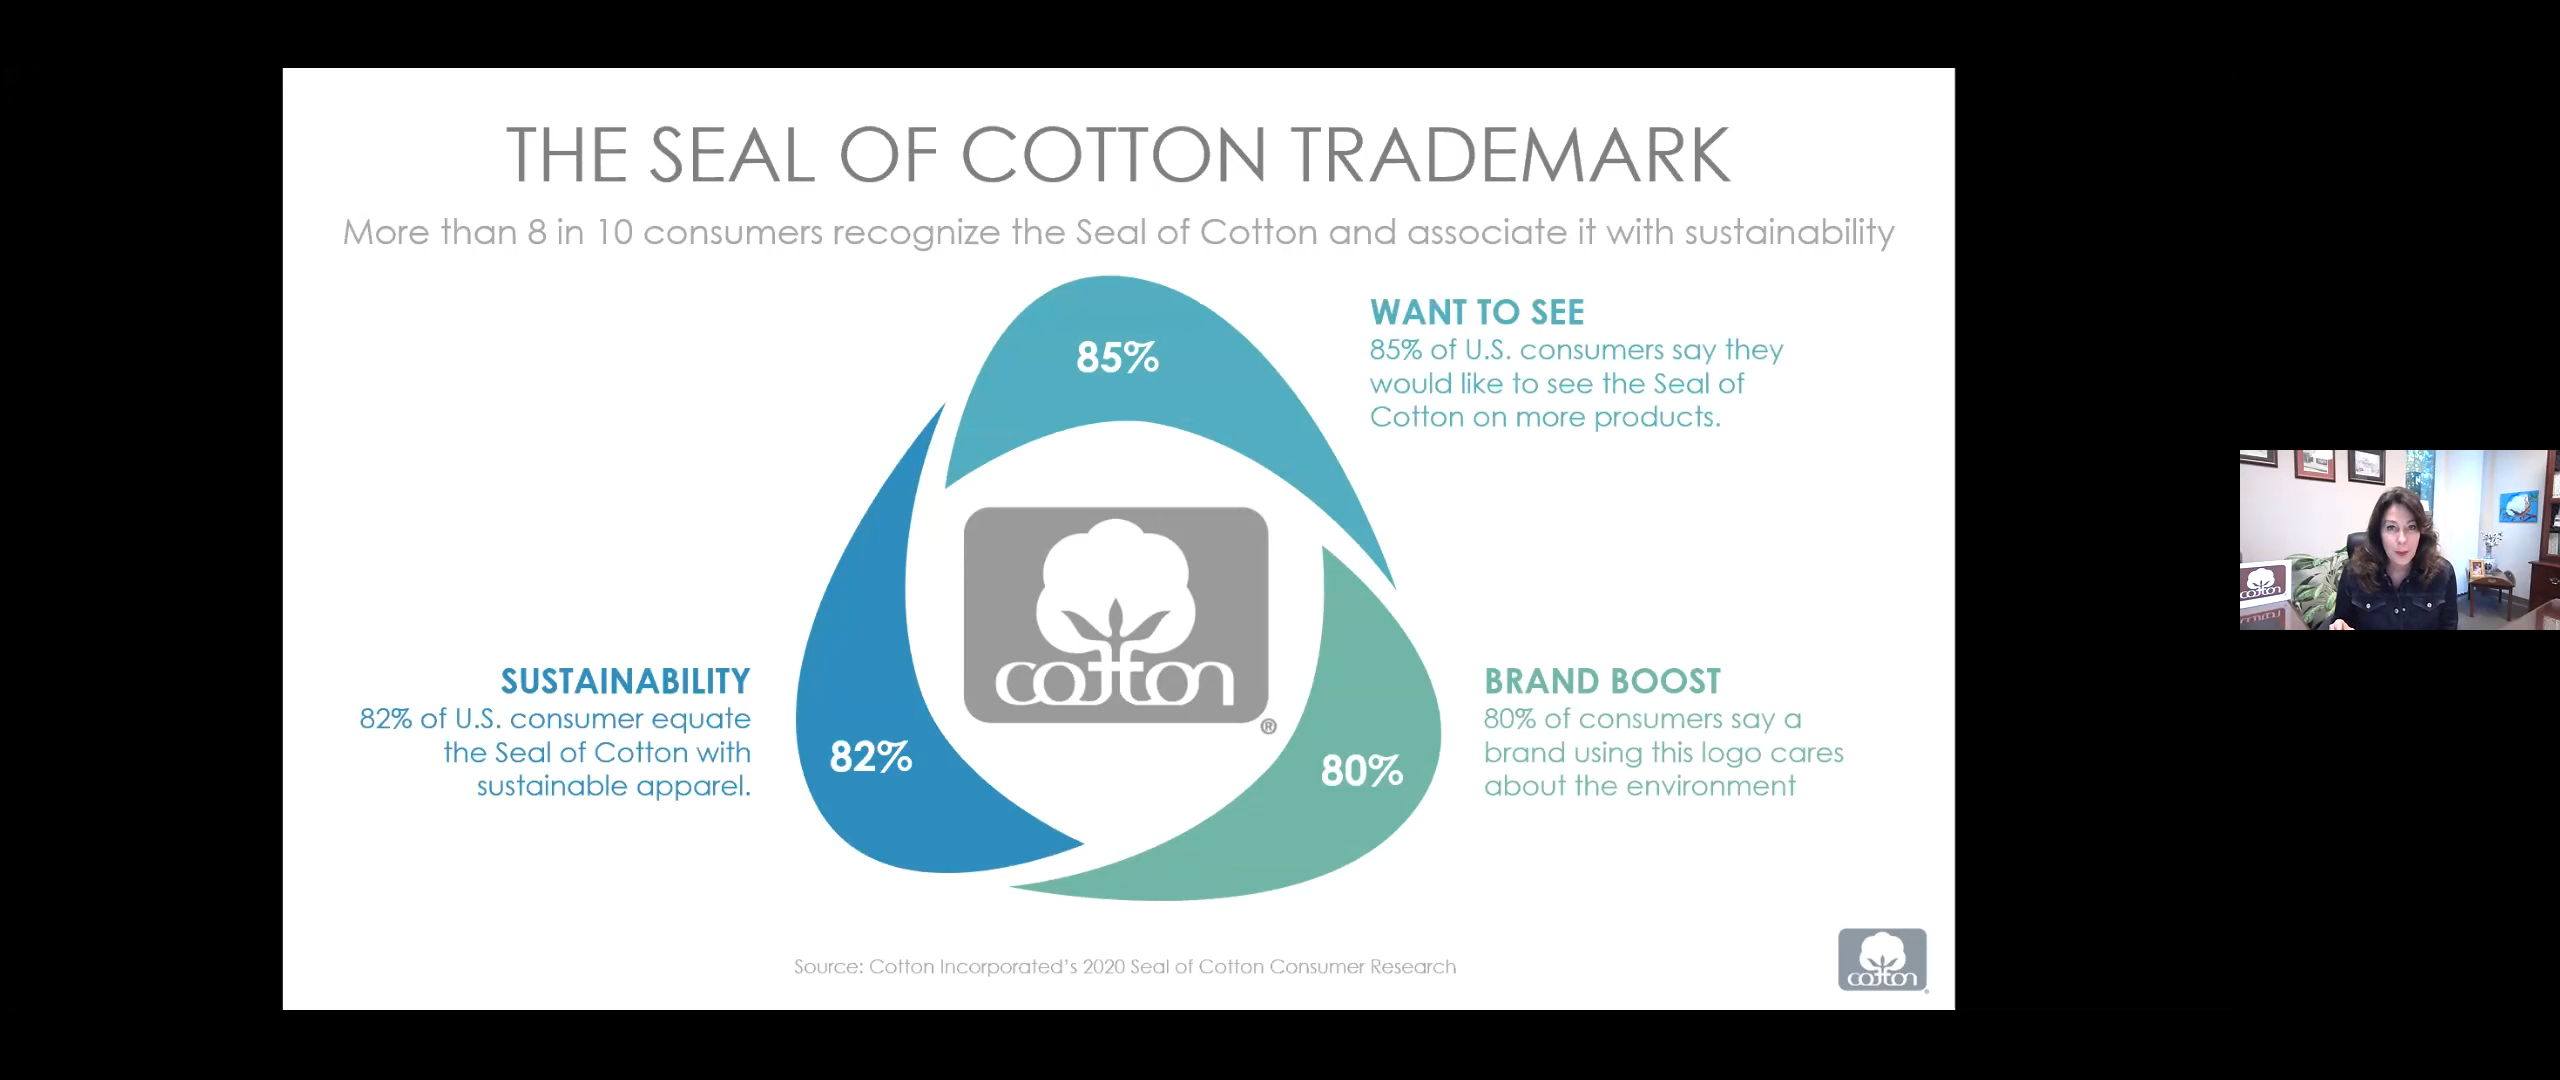 THE SEAL OF COTTON TRADEMARK
More than 8 in 10 consumers recognize the Seal of Cotton and associate it with sustainability
85%
WANT TO SEE
85% of U.S. consumers say they
would like to see the Seal of
Cotton on more products.
cotton
®
SUSTAINABILITY
82% of U.S. consumer equate
the Seal of Cotton with
sustainable apparel.
82%
80%
BRAND BOOST
80% of consumers say a
brand using this logo cares
about the environment
Source: Cotton Incorporated's 2020 Seal of Cotton Consumer Research
cotton
cotton